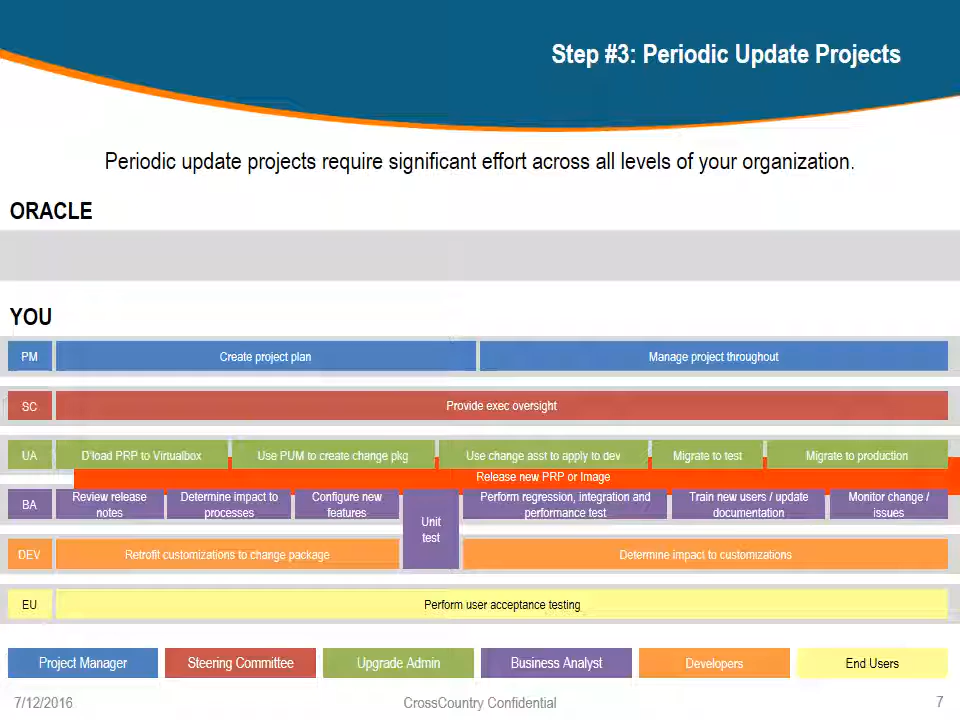 Step #3: Periodic Update Projects
Periodic update projects require significant effort across all levels of your organization.
ORACLE
YOU
PM
Create project plan
Manage project throughout
SC
Provide exec oversight
UA
D'load PRP to Virtualbox
Use PUM to create change pkg
Use change asst to apply to dev
Migrate to test
Migrate to production
Release new PRP or Image
BA
Review release
notes
Determine impact to
processes
Configure new
features
Unit
test
Perform regression, integration and
performance test
Train new users / update
documentation
Monitor change /
issues
DEV
Retrofit customizations to change package
Determine impact to customizations
EU
Perform user acceptance testing
Project Manager
Steering Committee
Upgrade Admin
Business Analyst
Developers
End Users
7/12/2016
CrossCountry Confidential
7